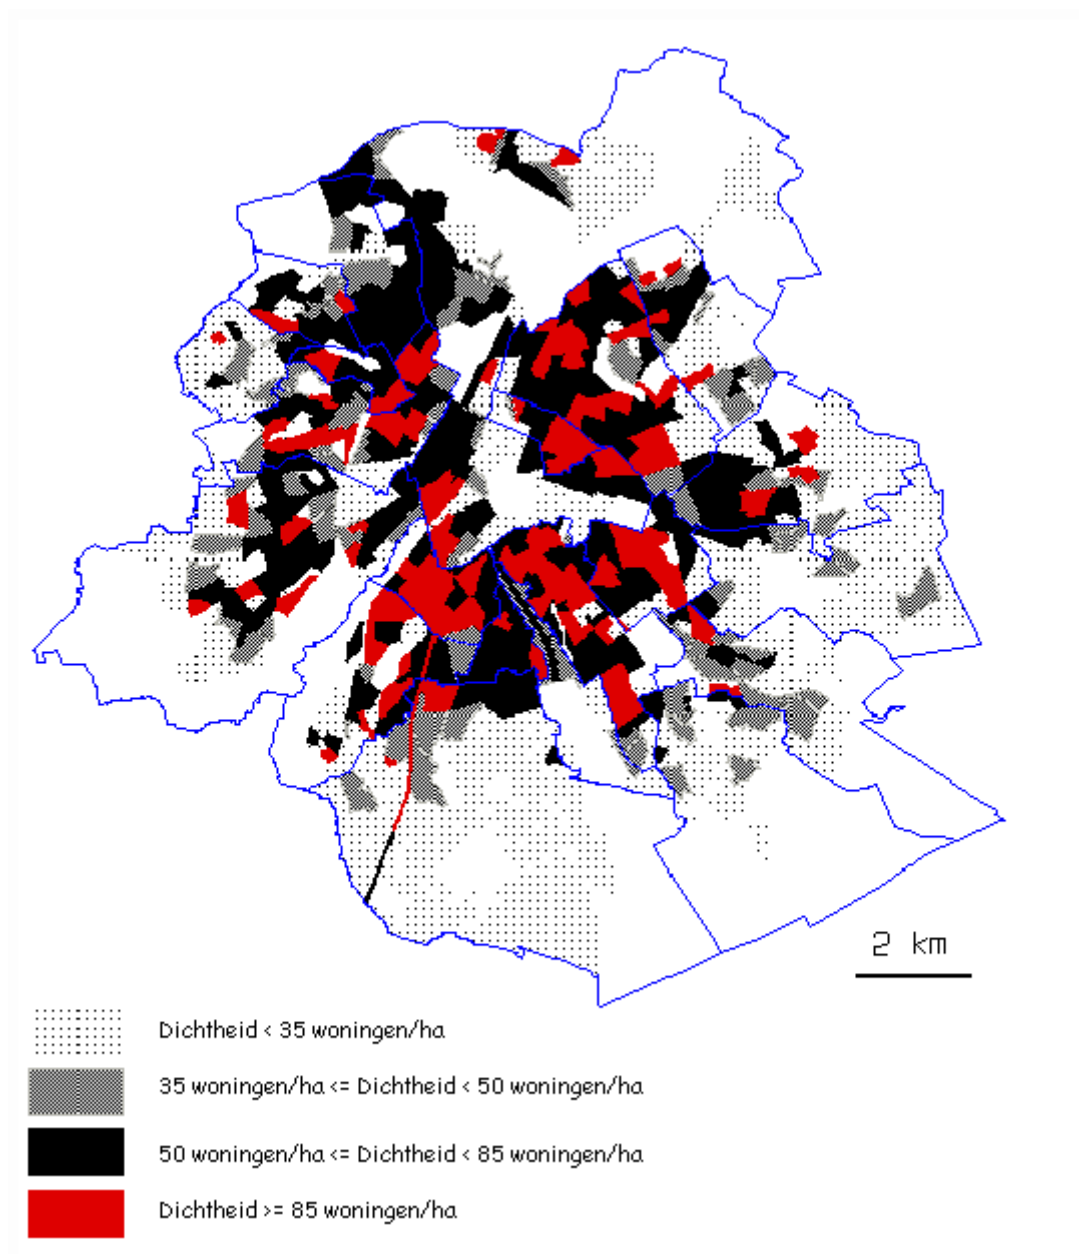 2 km
Dichtheid < 35 woningen/ha
35 woningen/ha <= Dichtheid < 50 woningen/ha
50 woningen/ha <= Dichtheid < 85 woningen/ha
Dichtheid >= 85 woningen/ha